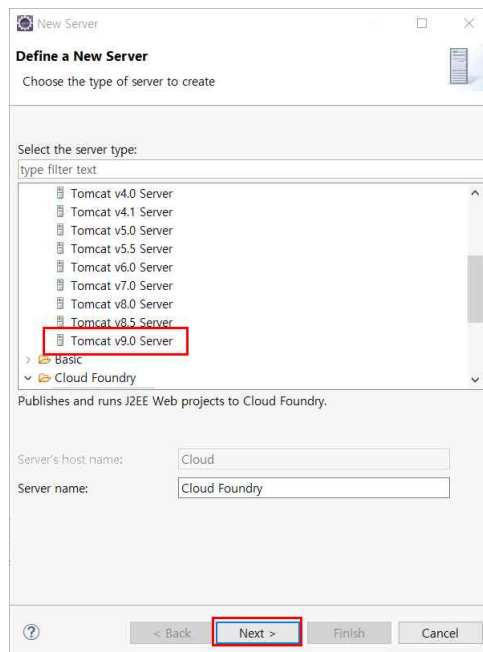 New Server
Define a New Server
Choose the type of server to create
Select the server type:
type filter text
Tomcat v4.0 Server
Tomcat v4.1 Server
Tomcat v5.0 Server
Tomcat v5.5 Server
Tomcat v6.0 Server
Tomcat v7.0 Server
Tomcat v8.0 Server
Tomcat v8.5 Server
Tomcat v9.0 Server
Basic
Cloud Foundry
Publishes and runs J2EE Web projects to Cloud Foundry.
Server's host name: Cloud
Server name: Cloud Foundry
? < Back Next > Finish Cancel